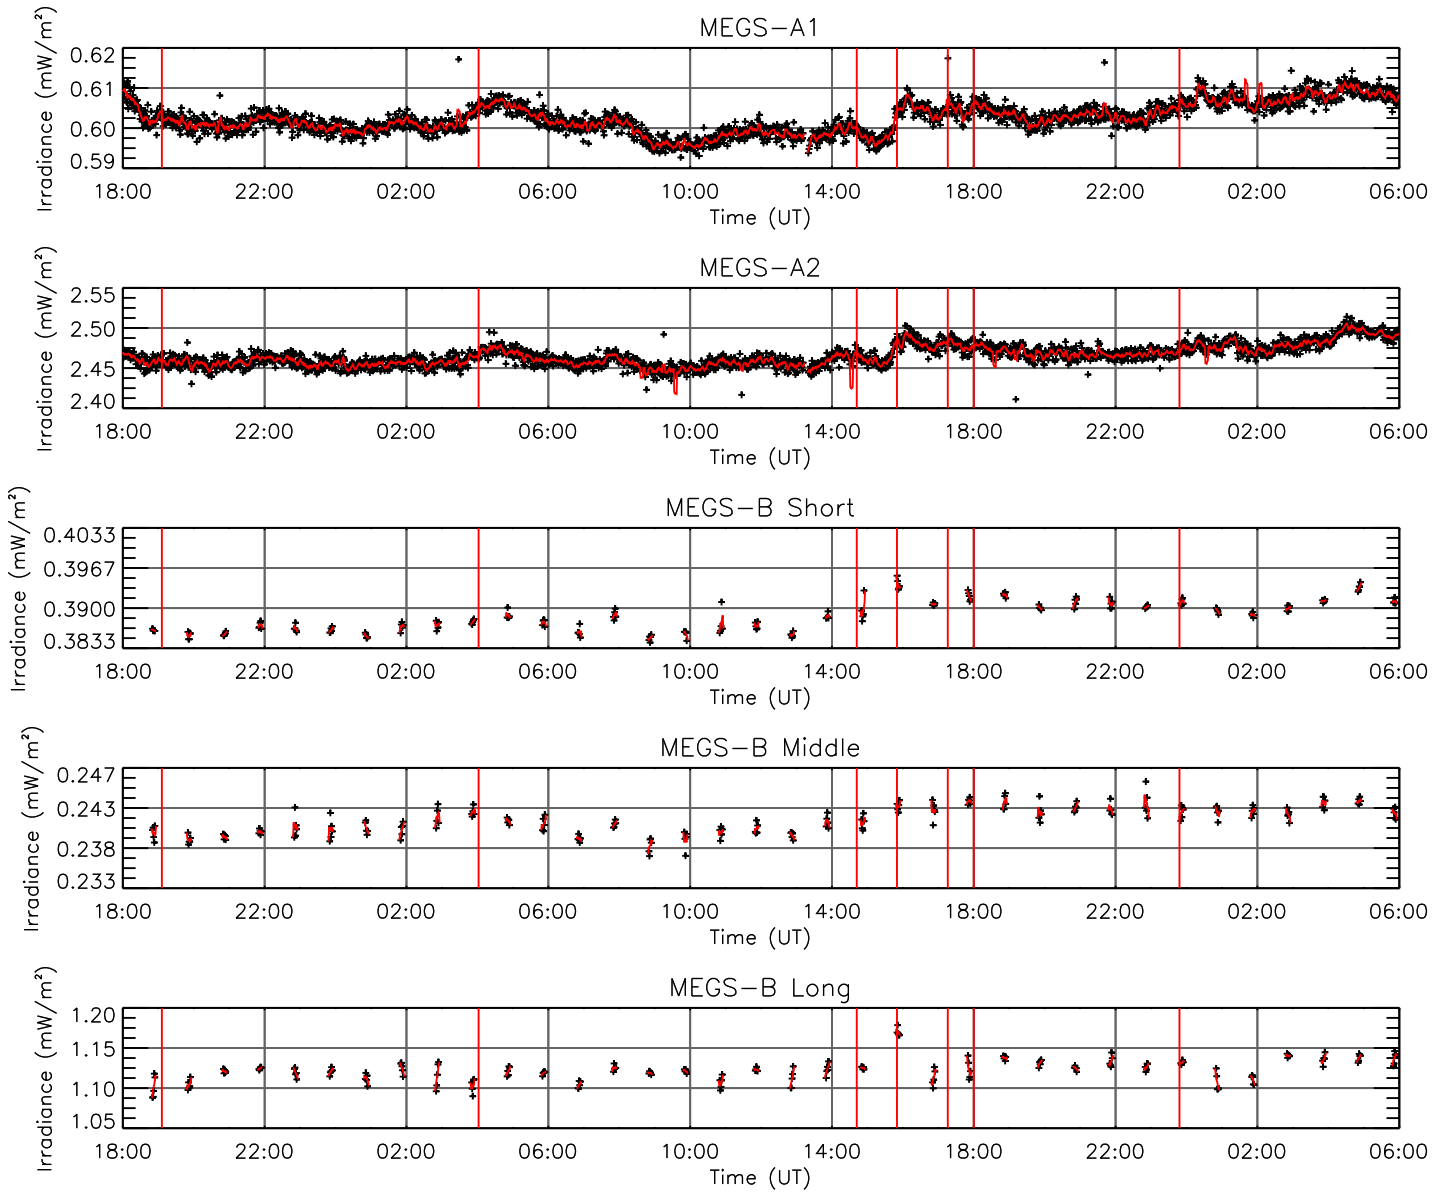 MEGS-A1
Irradiance (mW/m²)
0.62
0.61
0.60
0.59
18:00 22:00 02:00 06:00 10:00 14:00 18:00 22:00 02:00 06:00
Time (UT)
MEGS-A2
Irradiance (mW/m²)
2.55
2.50
2.45
2.40
18:00 22:00 02:00 06:00 10:00 14:00 18:00 22:00 02:00 06:00
Time (UT)
MEGS-B Short
Irradiance (mW/m²)
0.4033
0.3967
0.3900
0.3833
18:00 22:00 02:00 06:00 10:00 14:00 18:00 22:00 02:00 06:00
Time (UT)
MEGS-B Middle
Irradiance (mW/m²)
0.247
0.243
0.238
0.233
18:00 22:00 02:00 06:00 10:00 14:00 18:00 22:00 02:00 06:00
Time (UT)
MEGS-B Long
Irradiance (mW/m²)
1.20
1.15
1.10
1.05
18:00 22:00 02:00 06:00 10:00 14:00 18:00 22:00 02:00 06:00
Time (UT)